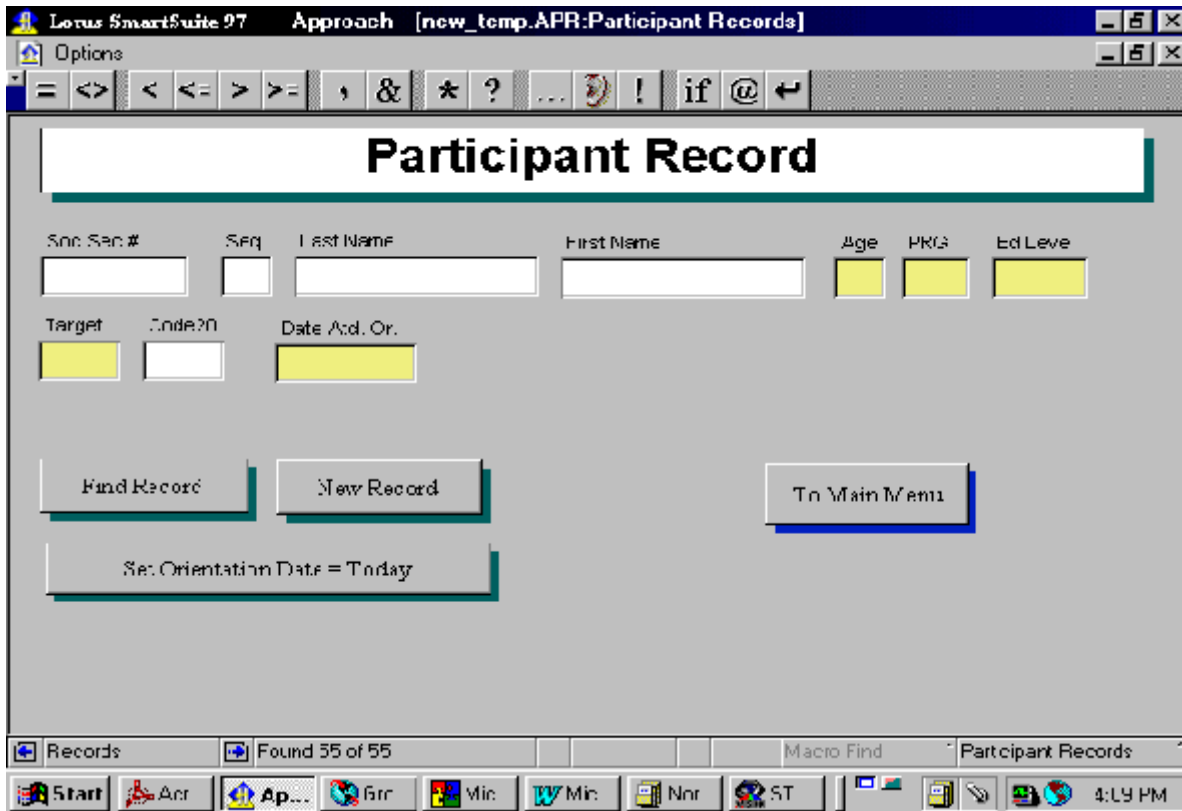 Lotus SmartSuite 97 Approach [new_temp.APR:Participant Records]
Options
= <> < <= > >= , & * ? ... ! if @
Participant Record
Soc Sec # Seq Last Name First Name Age PRG Ed Leve
Target Code20 Date Atd. Or.
Find Record New Record To Main Menu
Set Orientation Date = Today
Records Found 55 of 55 Macro Find Participant Records
Start Acr Ap... Grc Mic Mic Nor ST 4:19 PM